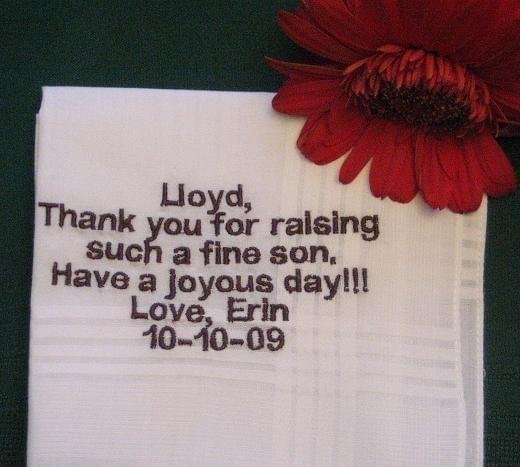 Lloyd,
Thank you for raising
such a fine son.
Have a joyous day!!!
Love, Erin
10-10-09